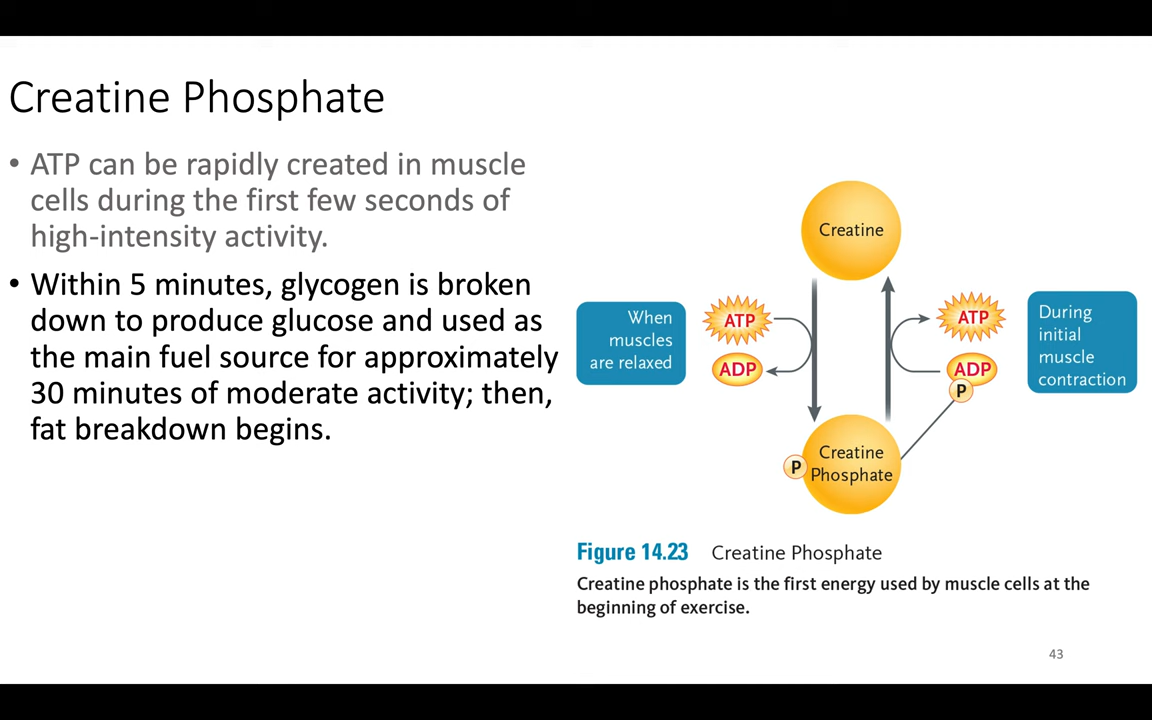 Creatine Phosphate
• ATP can be rapidly created in muscle
cells during the first few seconds of
high-intensity activity.
• Within 5 minutes, glycogen is broken
down to produce glucose and used as
the main fuel source for approximately
30 minutes of moderate activity; then,
fat breakdown begins.
Creatine
When
muscles
are relaxed
ATP
ADP
ATP
ADP
P
During
initial
muscle
contraction
P
Creatine
Phosphate
Figure 14.23 Creatine Phosphate
Creatine phosphate is the first energy used by muscle cells at the
beginning of exercise.
43